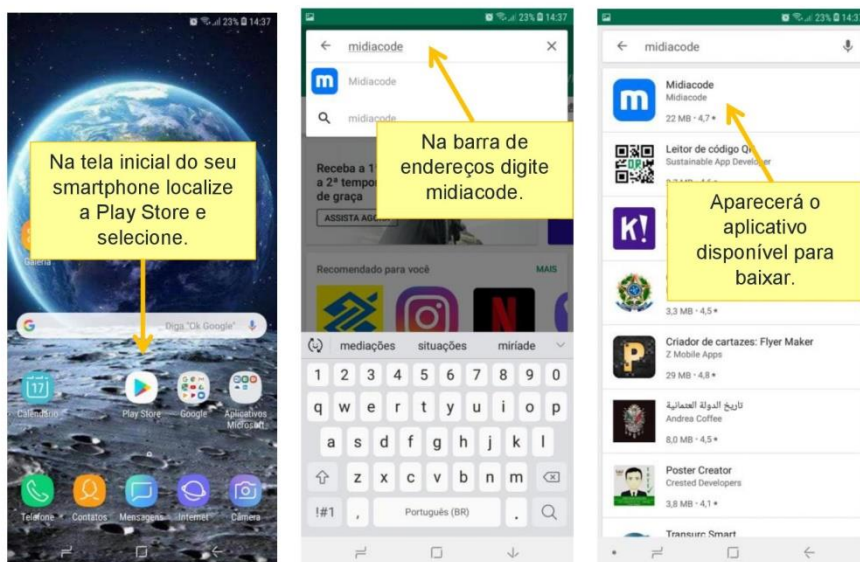 23% 14:37
Na tela inicial do seu
smartphone localize
a Play Store e
selecione.
Galeria
G
Diga "Ok Google"
17
Calendário
Play Store
Google
Aplicativos
Microsoft
Telefone
Contatos
Mensagens
Internet
Câmera
23% 14:37
midiacode
m
Midiacode
midiacode
Na barra de
endereços digite
midiacode.
Receba a 1ª
a 2ª
de graça
ASSISTA AGORA
Recomendado para você
MAIS
N
mediações situações miríade
1 2 3 4 5 6 7 8 9 0
q w e r t y u i o p
a s d f g h j k l
z x c v b n m
!#1 , Português (BR) .
23% 14:37
midiacode
m
Midiacode
Midiacode
22 MB · 4,7 ★
Leitor de código QR
Sustainable App Developer
QR
K!
Aparecerá o
aplicativo
disponível para
baixar.
3,3 MB · 4,5 ★
P
Criador de cartazes: Flyer Maker
Z Mobile Apps
29 MB · 4,8 ★
تاريخ الدولة العثمانية
Andrea Coffee
8,0 MB · 4,5 ★
Poster Creator
Crested Developers
3,8 MB · 4,1 ★
Transurc Smart